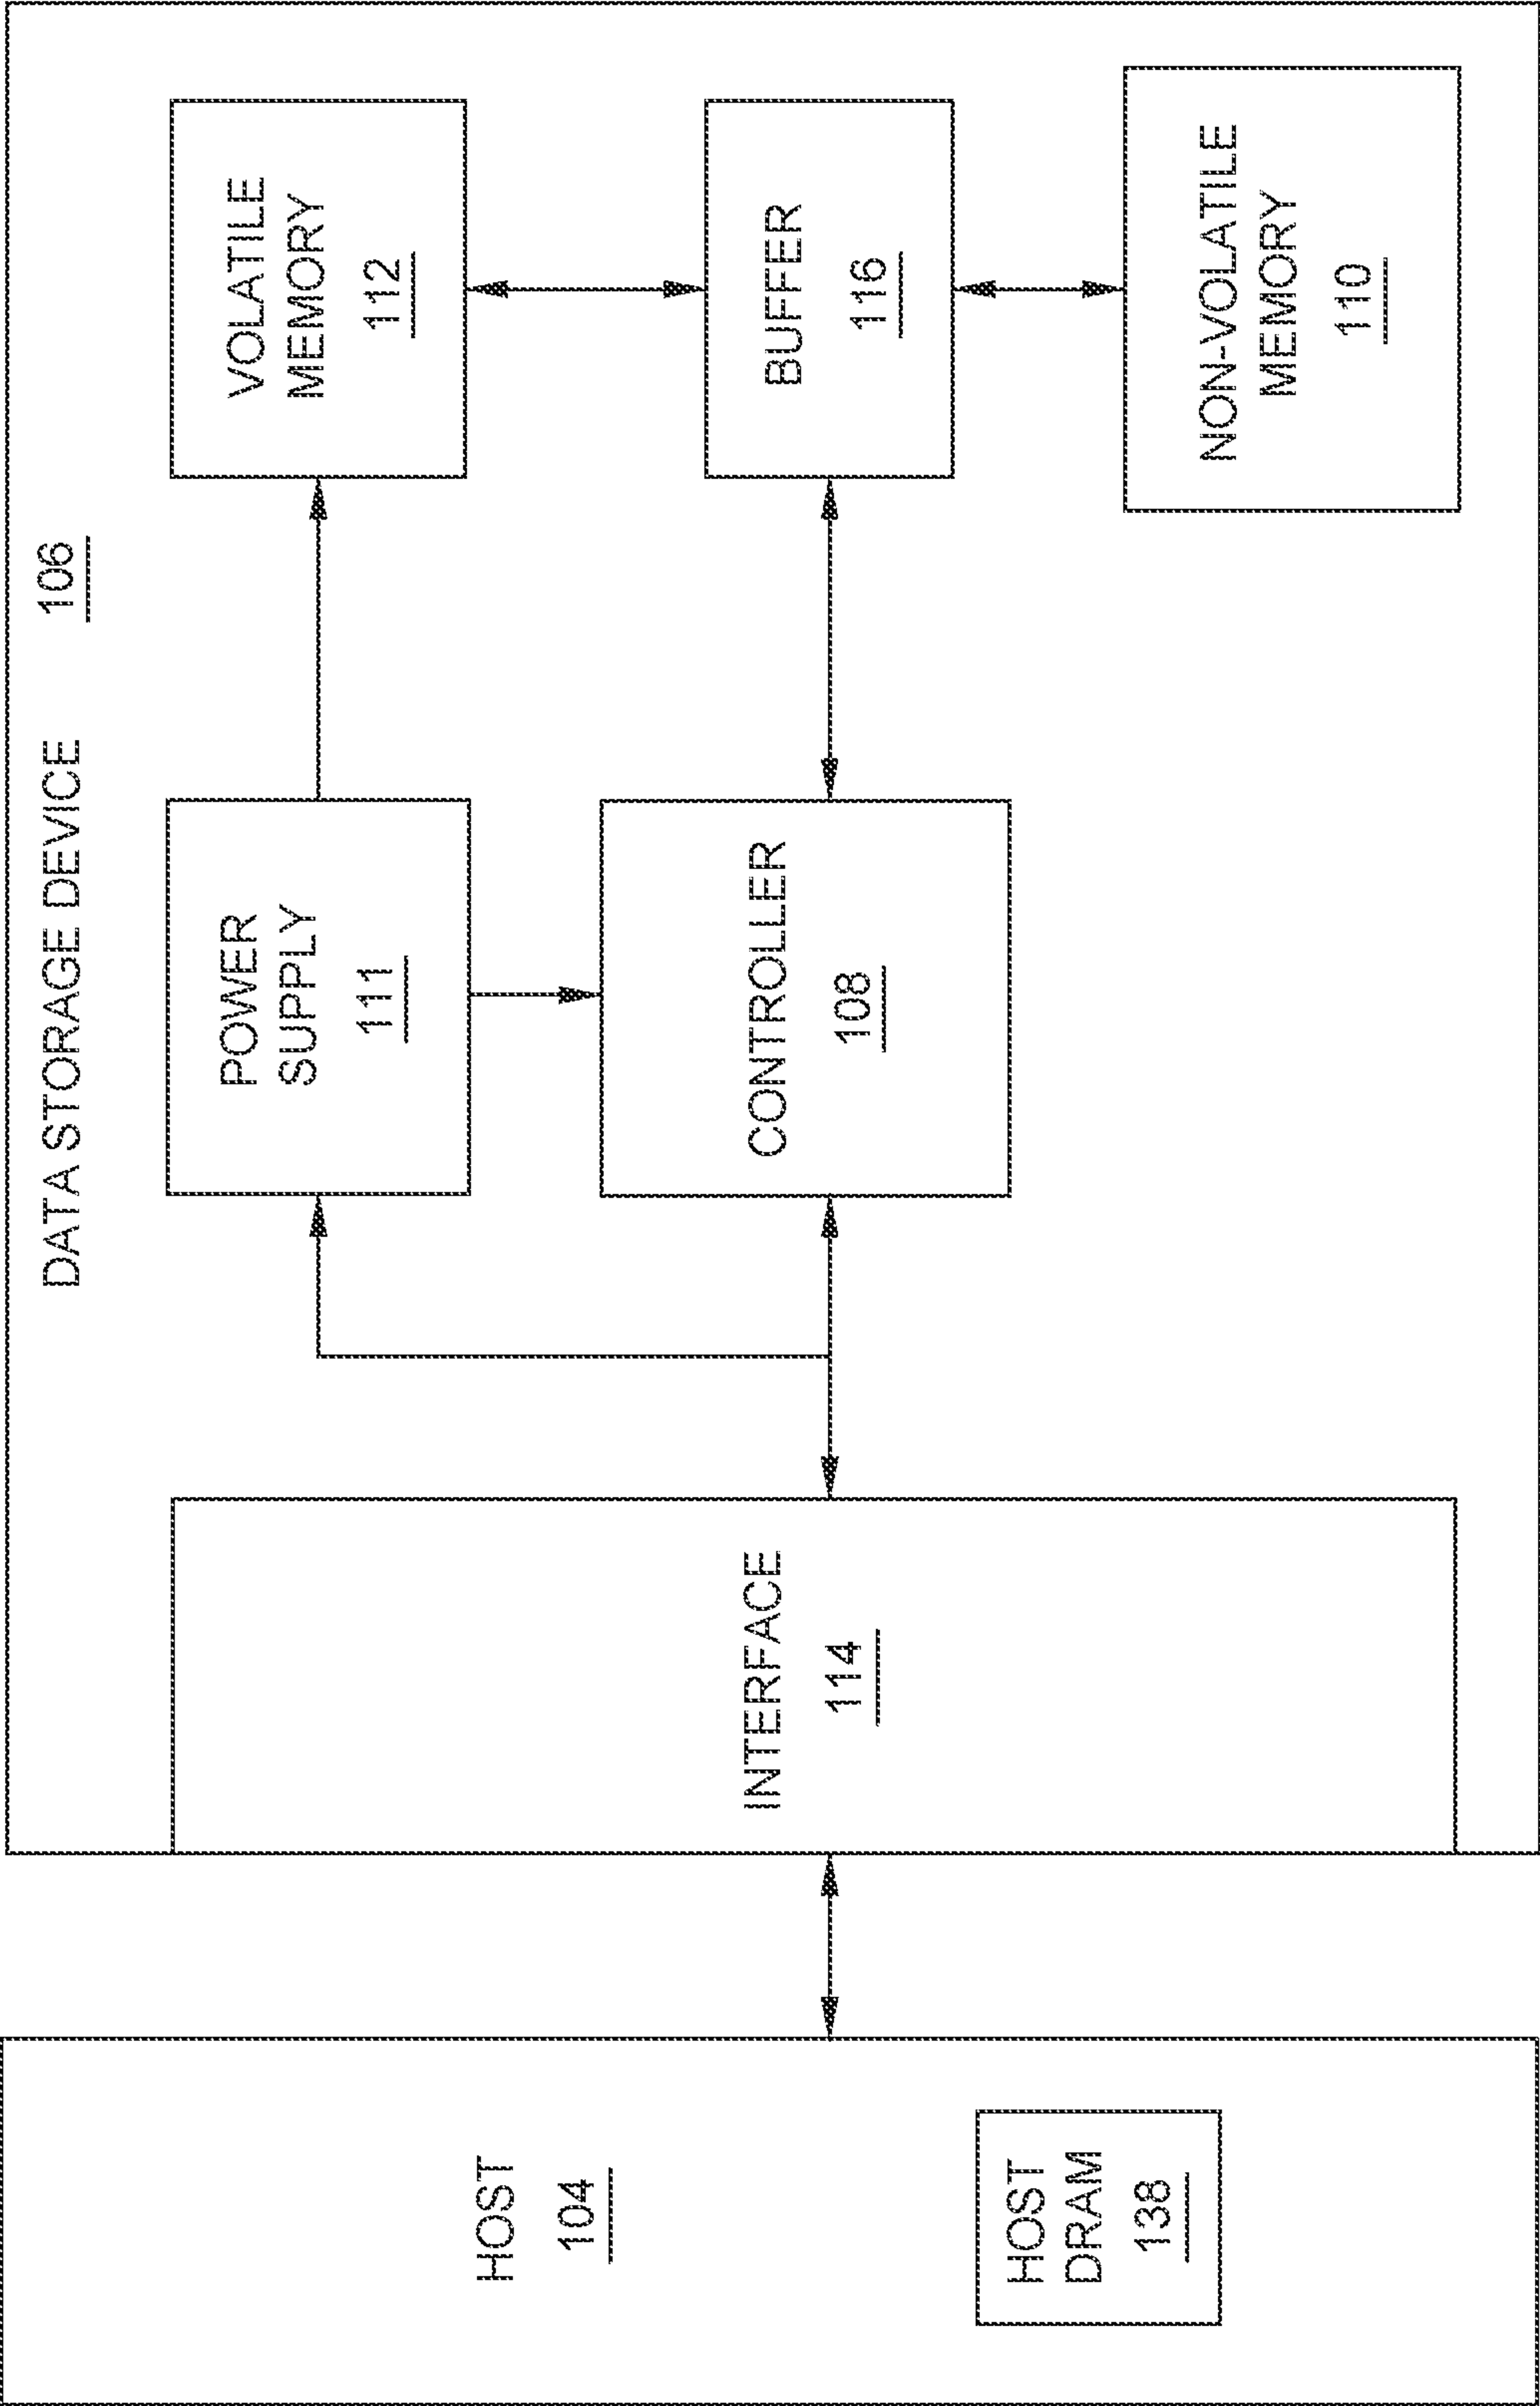 DATA STORAGE DEVICE 106
HOST
104
HOST
DRAM
138
INTERFACE
114
POWER
SUPPLY
111
CONTROLLER
108
VOLATILE
MEMORY
112
BUFFER
116
NON-VOLATILE
MEMORY
110